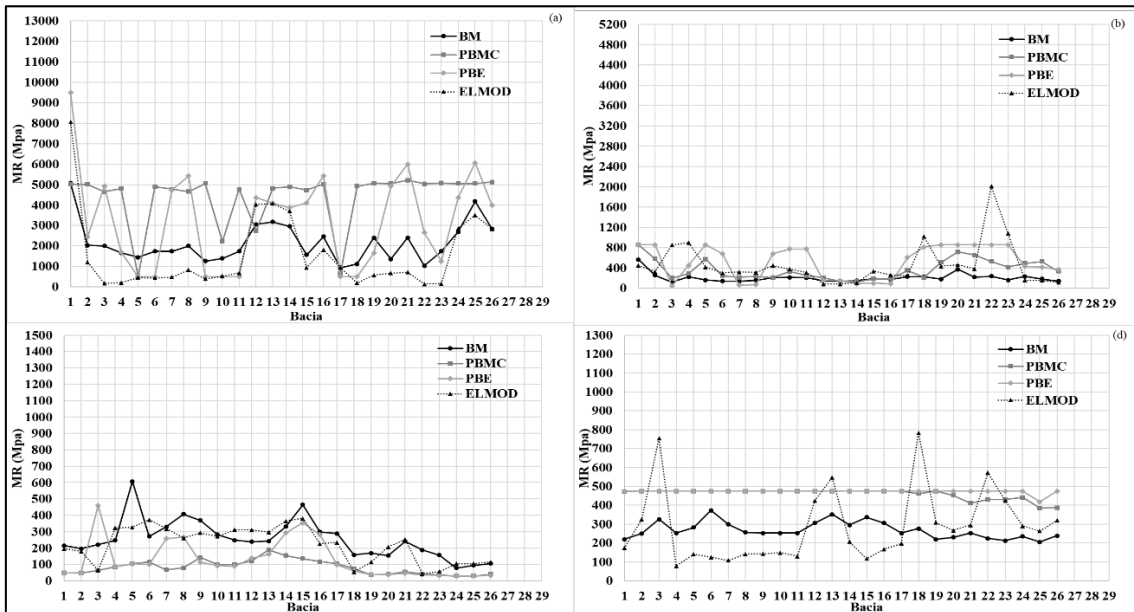 (a)
MR (Mpa)
13000
12000
11000
10000
9000
8000
7000
6000
5000
4000
3000
2000
1000
0
BM
PBMC
PBE
ELMOD
1 2 3 4 5 6 7 8 9 10 11 12 13 14 15 16 17 18 19 20 21 22 23 24 25 26 27 28 29
Bacia
(b)
MR (Mpa)
5200
4800
4400
4000
3600
3200
2800
2400
2000
1600
1200
800
400
0
BM
PBMC
PBE
ELMOD
1 2 3 4 5 6 7 8 9 10 11 12 13 14 15 16 17 18 19 20 21 22 23 24 25 26 27 28 29
Bacia
MR (Mpa)
1500
1400
1300
1200
1100
1000
900
800
700
600
500
400
300
200
100
0
BM
PBMC
PBE
ELMOD
1 2 3 4 5 6 7 8 9 10 11 12 13 14 15 16 17 18 19 20 21 22 23 24 25 26 27 28 29
Bacia
(d)
MR (Mpa)
1300
1200
1100
1000
900
800
700
600
500
400
300
200
100
0
BM
PBMC
PBE
ELMOD
1 2 3 4 5 6 7 8 9 10 11 12 13 14 15 16 17 18 19 20 21 22 23 24 25 26 27 28 29
Bacia